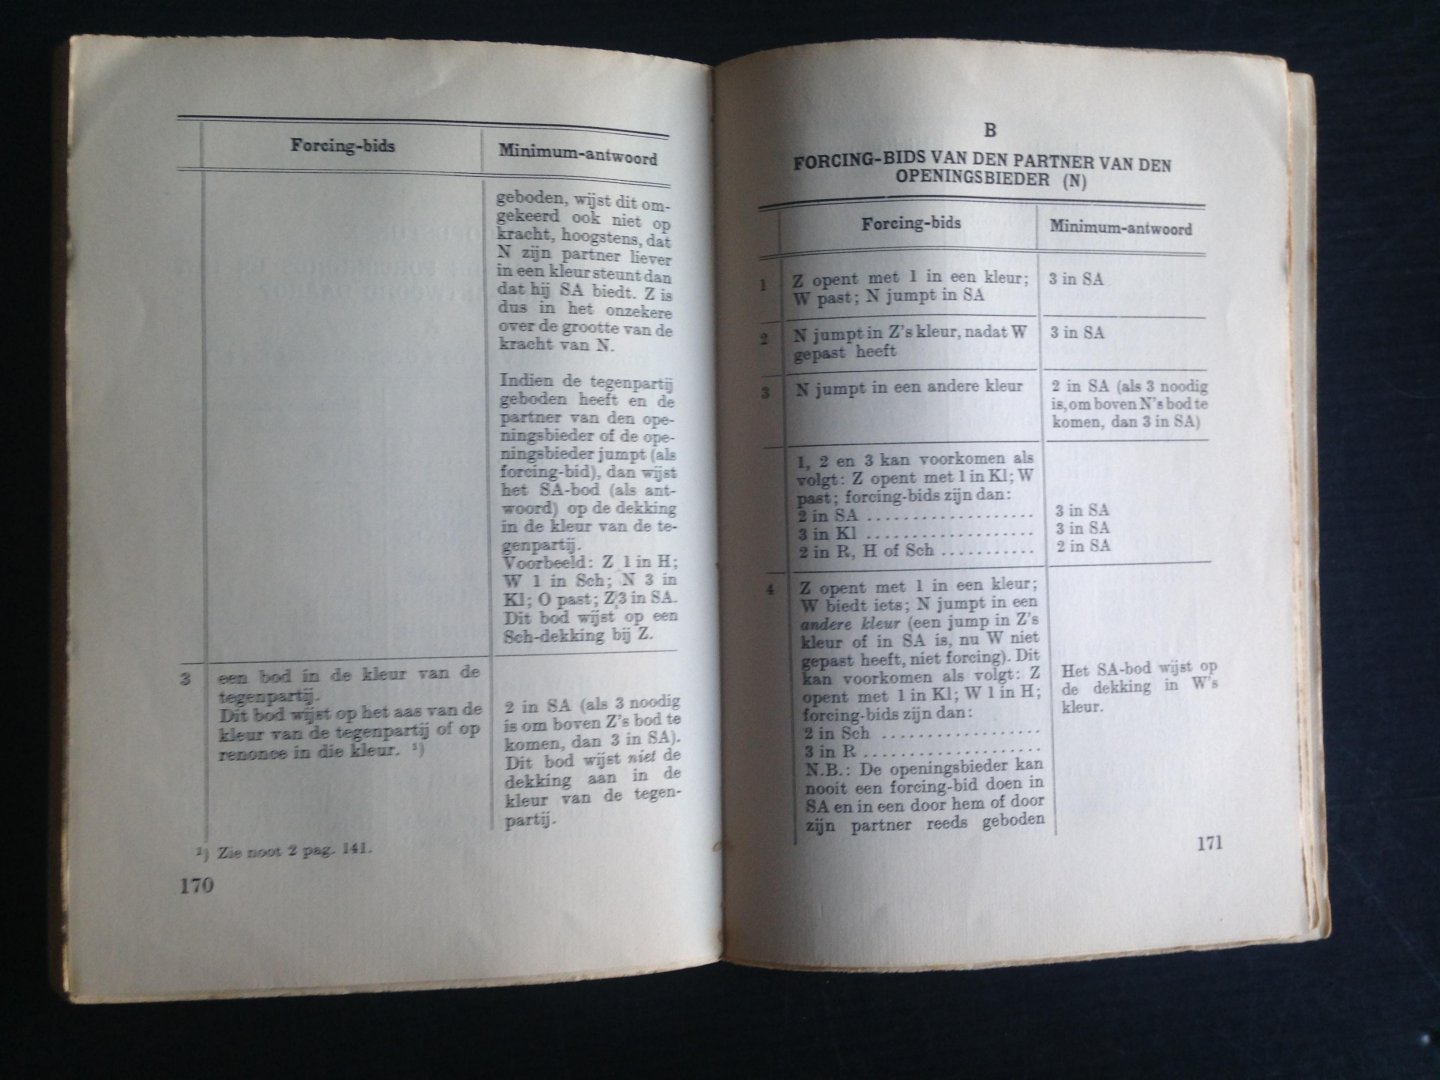 Forcing-bids
Minimum-antwoord
geboden, wijst dit om-
gekeerd ook niet op
kracht, hoogstens, dat
N zijn partner liever
in een kleur steunt dan
dat hij SA biedt. Z is
dus in het onzekere
over de grootte van de
kracht van N.
Indien de tegenpartij
geboden heeft en de
partner van den ope-
ningsbieder of de ope-
ningsbieder jumpt (als
forcing-bid), dan wijst
het SA-bod (als ant-
woord) op de dekking
in de kleur van de te-
genpartij.
Voorbeeld: Z 1 in H;
W 1 in Sch; N 3 in
Kl; O past; Z 3 in SA.
Dit bod wijst op een
Sch-dekking bij Z.
3
een bod in de kleur van de
tegenpartij.
Dit bod wijst op het aas van de
kleur van de tegenpartij of op
renonce in die kleur. ¹)
2 in SA (als 3 noodig
is om boven Z's bod te
komen, dan 3 in SA).
Dit bod wijst niet de
dekking aan in de
kleur van de tegen-
partij.
¹) Zie noot 2 pag. 141.
170
B
FORCING-BIDS VAN DEN PARTNER VAN DEN
OPENINGSBIEDER (N)
Forcing-bids
Minimum-antwoord
1
Z opent met 1 in een kleur;
W past; N jumpt in SA
3 in SA
2
N jumpt in Z's kleur, nadat W
gepast heeft
3 in SA
3
N jumpt in een andere kleur
2 in SA (als 3 noodig
is, om boven N's bod te
komen, dan 3 in SA)
1, 2 en 3 kan voorkomen als
volgt: Z opent met 1 in Kl; W
past; forcing-bids zijn dan:
2 in SA ..................
3 in Kl ..................
2 in R, H of Sch ...........
3 in SA
3 in SA
2 in SA
4
Z opent met 1 in een kleur;
W biedt iets; N jumpt in een
andere kleur (een jump in Z's
kleur of in SA is, nu W niet
gepast heeft, niet forcing). Dit
kan voorkomen als volgt: Z
opent met 1 in Kl; W 1 in H;
forcing-bids zijn dan:
2 in Sch .................
3 in R ...................
N.B.: De openingsbieder kan
nooit een forcing-bid doen in
SA en in een door hem of door
zijn partner reeds geboden
Het SA-bod wijst op
de dekking in W's
kleur.
171